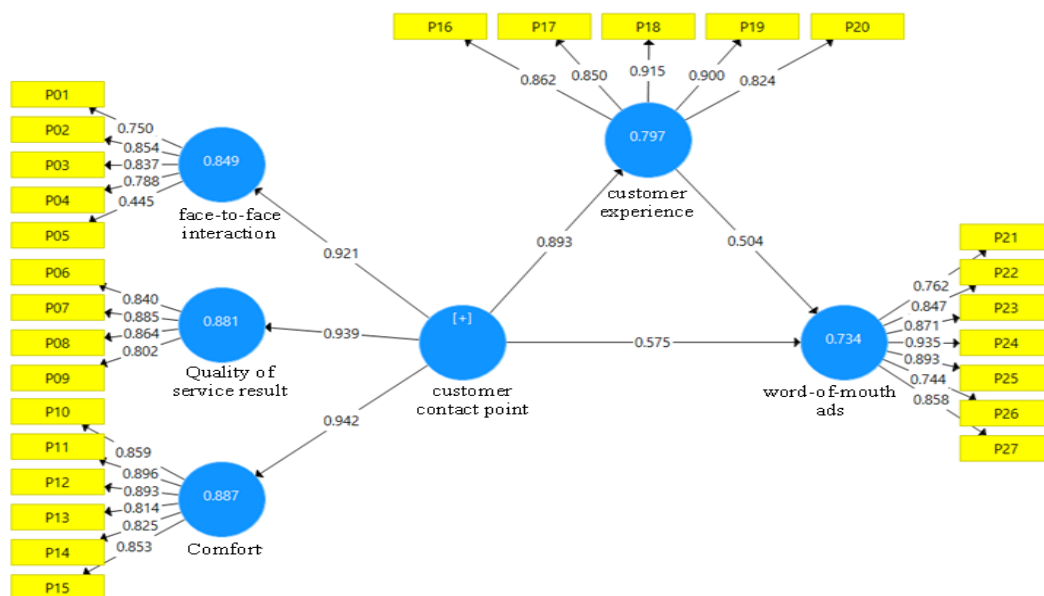 P16 P17 P18 P19 P20
0.862 0.850 0.915 0.900 0.824
0.797
customer
experience
P01
P02
P03
P04
P05
0.750
0.854
0.837
0.788
0.445
0.849
face-to-face
interaction
0.921
0.893
0.504
P06
P07
P08
P09
0.840
0.885
0.864
0.802
0.881
Quality of
service result
0.939
[+]
customer
contact point
0.575
0.942
P10
P11
P12
P13
P14
P15
0.859
0.896
0.893
0.814
0.825
0.853
0.887
Comfort
0.734
word-of-mouth
ads
0.762
0.847
0.871
0.935
0.893
0.744
0.858
P21
P22
P23
P24
P25
P26
P27